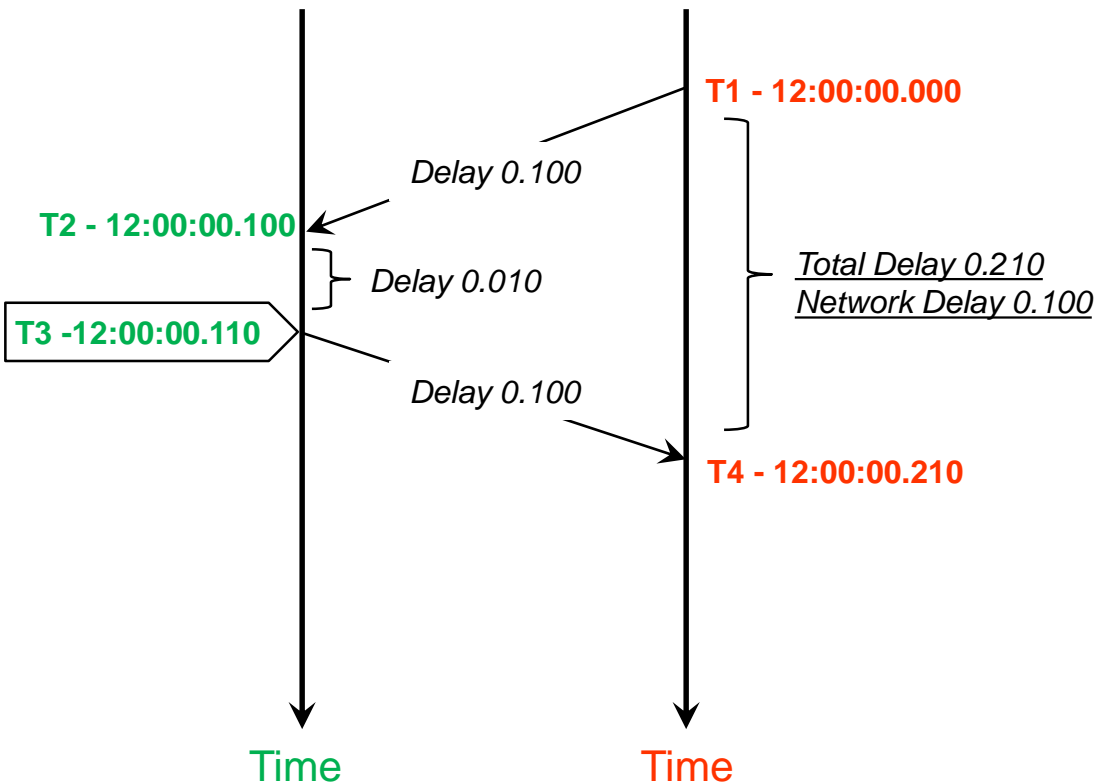 T1 - 12:00:00.000
Delay 0.100
T2 - 12:00:00.100
Delay 0.010
Total Delay 0.210
Network Delay 0.100
T3 -12:00:00.110
Delay 0.100
T4 - 12:00:00.210
Time
Time